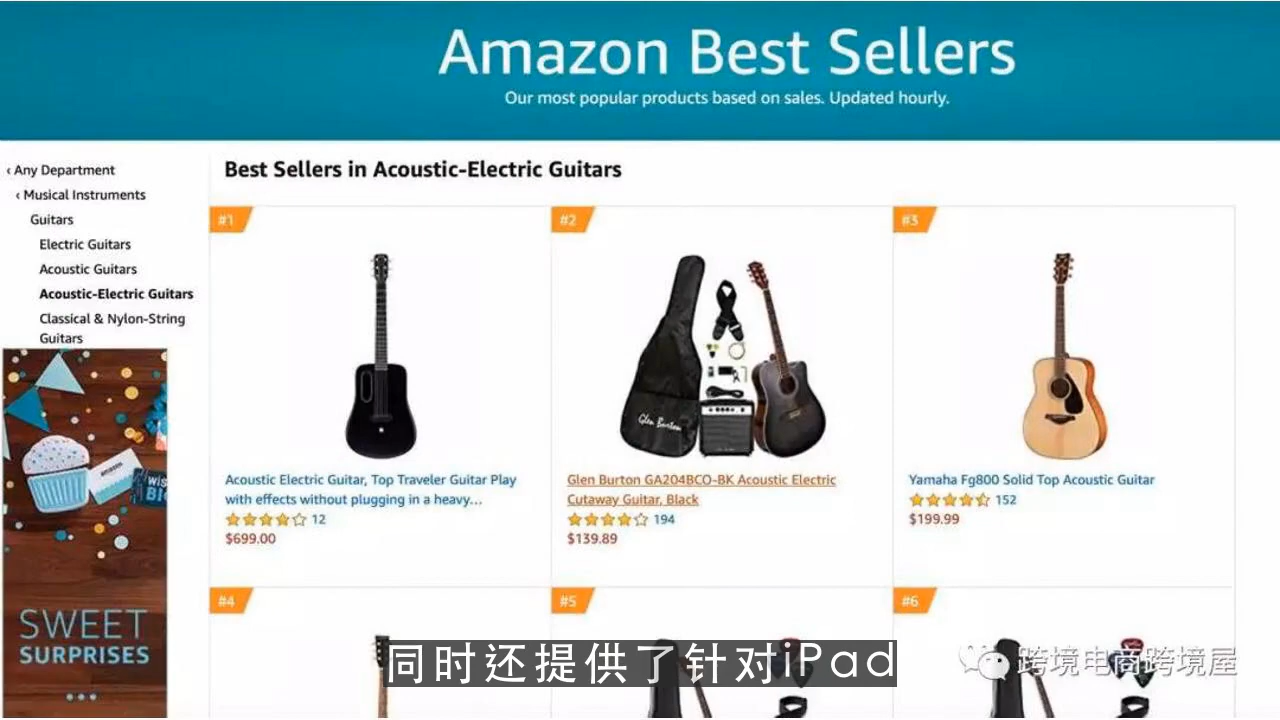 Amazon Best Sellers
Our most popular products based on sales. Updated hourly.
‹ Any Department
‹ Musical Instruments
Guitars
Electric Guitars
Acoustic Guitars
Acoustic-Electric Guitars
Classical & Nylon-String
Guitars
amazon
SWEET
SURPRISES
Best Sellers in Acoustic-Electric Guitars
#1
#2
#3
Glen Burton
Acoustic Electric Guitar, Top Traveler Guitar Play
with effects without plugging in a heavy...
12
$699.00
Glen Burton GA204BCO-BK Acoustic Electric
Cutaway Guitar, Black
194
$139.89
Yamaha Fg800 Solid Top Acoustic Guitar
152
$199.99
#4
#5
#6
同时还提供了针对iPad
跨境电商跨境屋